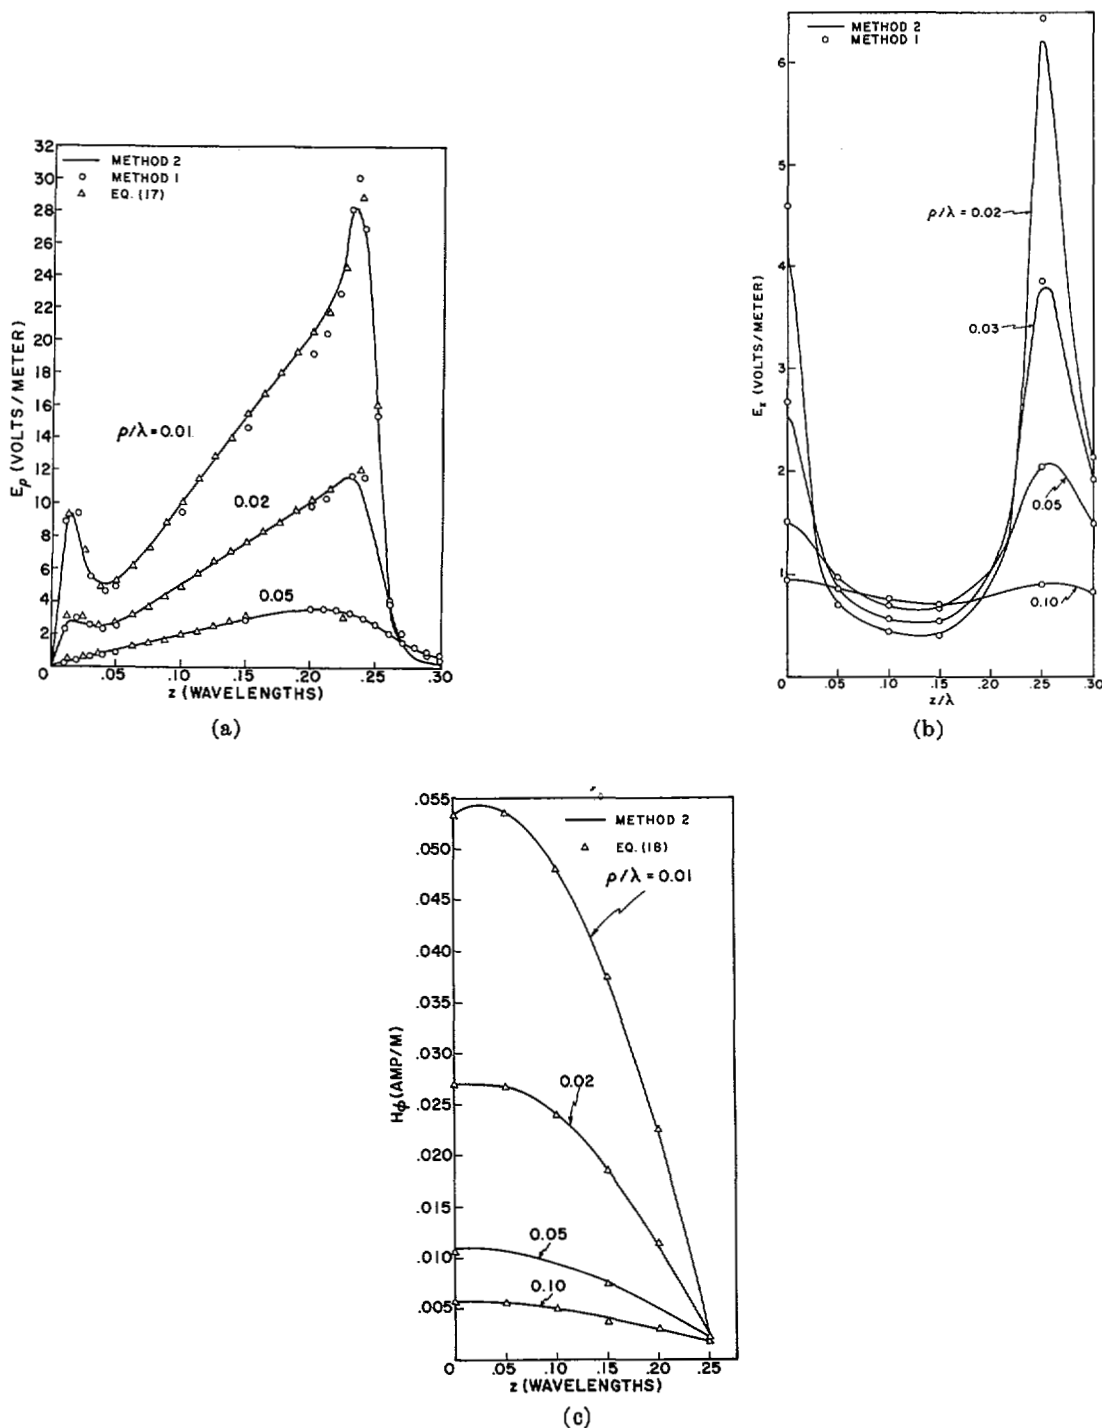 METHOD 2
METHOD 1
EQ. (17)
32
30
28
26
24
22
20
18
16
14
12
10
8
6
4
2
E_ρ (VOLTS/METER)
ρ/λ=0.01
0.02
0.05
0 .05 .10 .15 .20 .25 .30
z (WAVELENGTHS)
(a)
METHOD 2
METHOD 1
6
5
4
3
2
1
E_z (VOLTS/METER)
ρ/λ=0.02
0.03
0.05
0.10
0 .05 .10 .15 .20 .25 .30
z/λ
(b)
METHOD 2
EQ. (18)
.055
.050
.045
.040
.035
.030
.025
.020
.015
.010
.005
H_ϕ (AMP/M)
ρ/λ=0.01
0.02
0.05
0.10
0 .05 .10 .15 .20 .25
z (WAVELENGTHS)
(c)